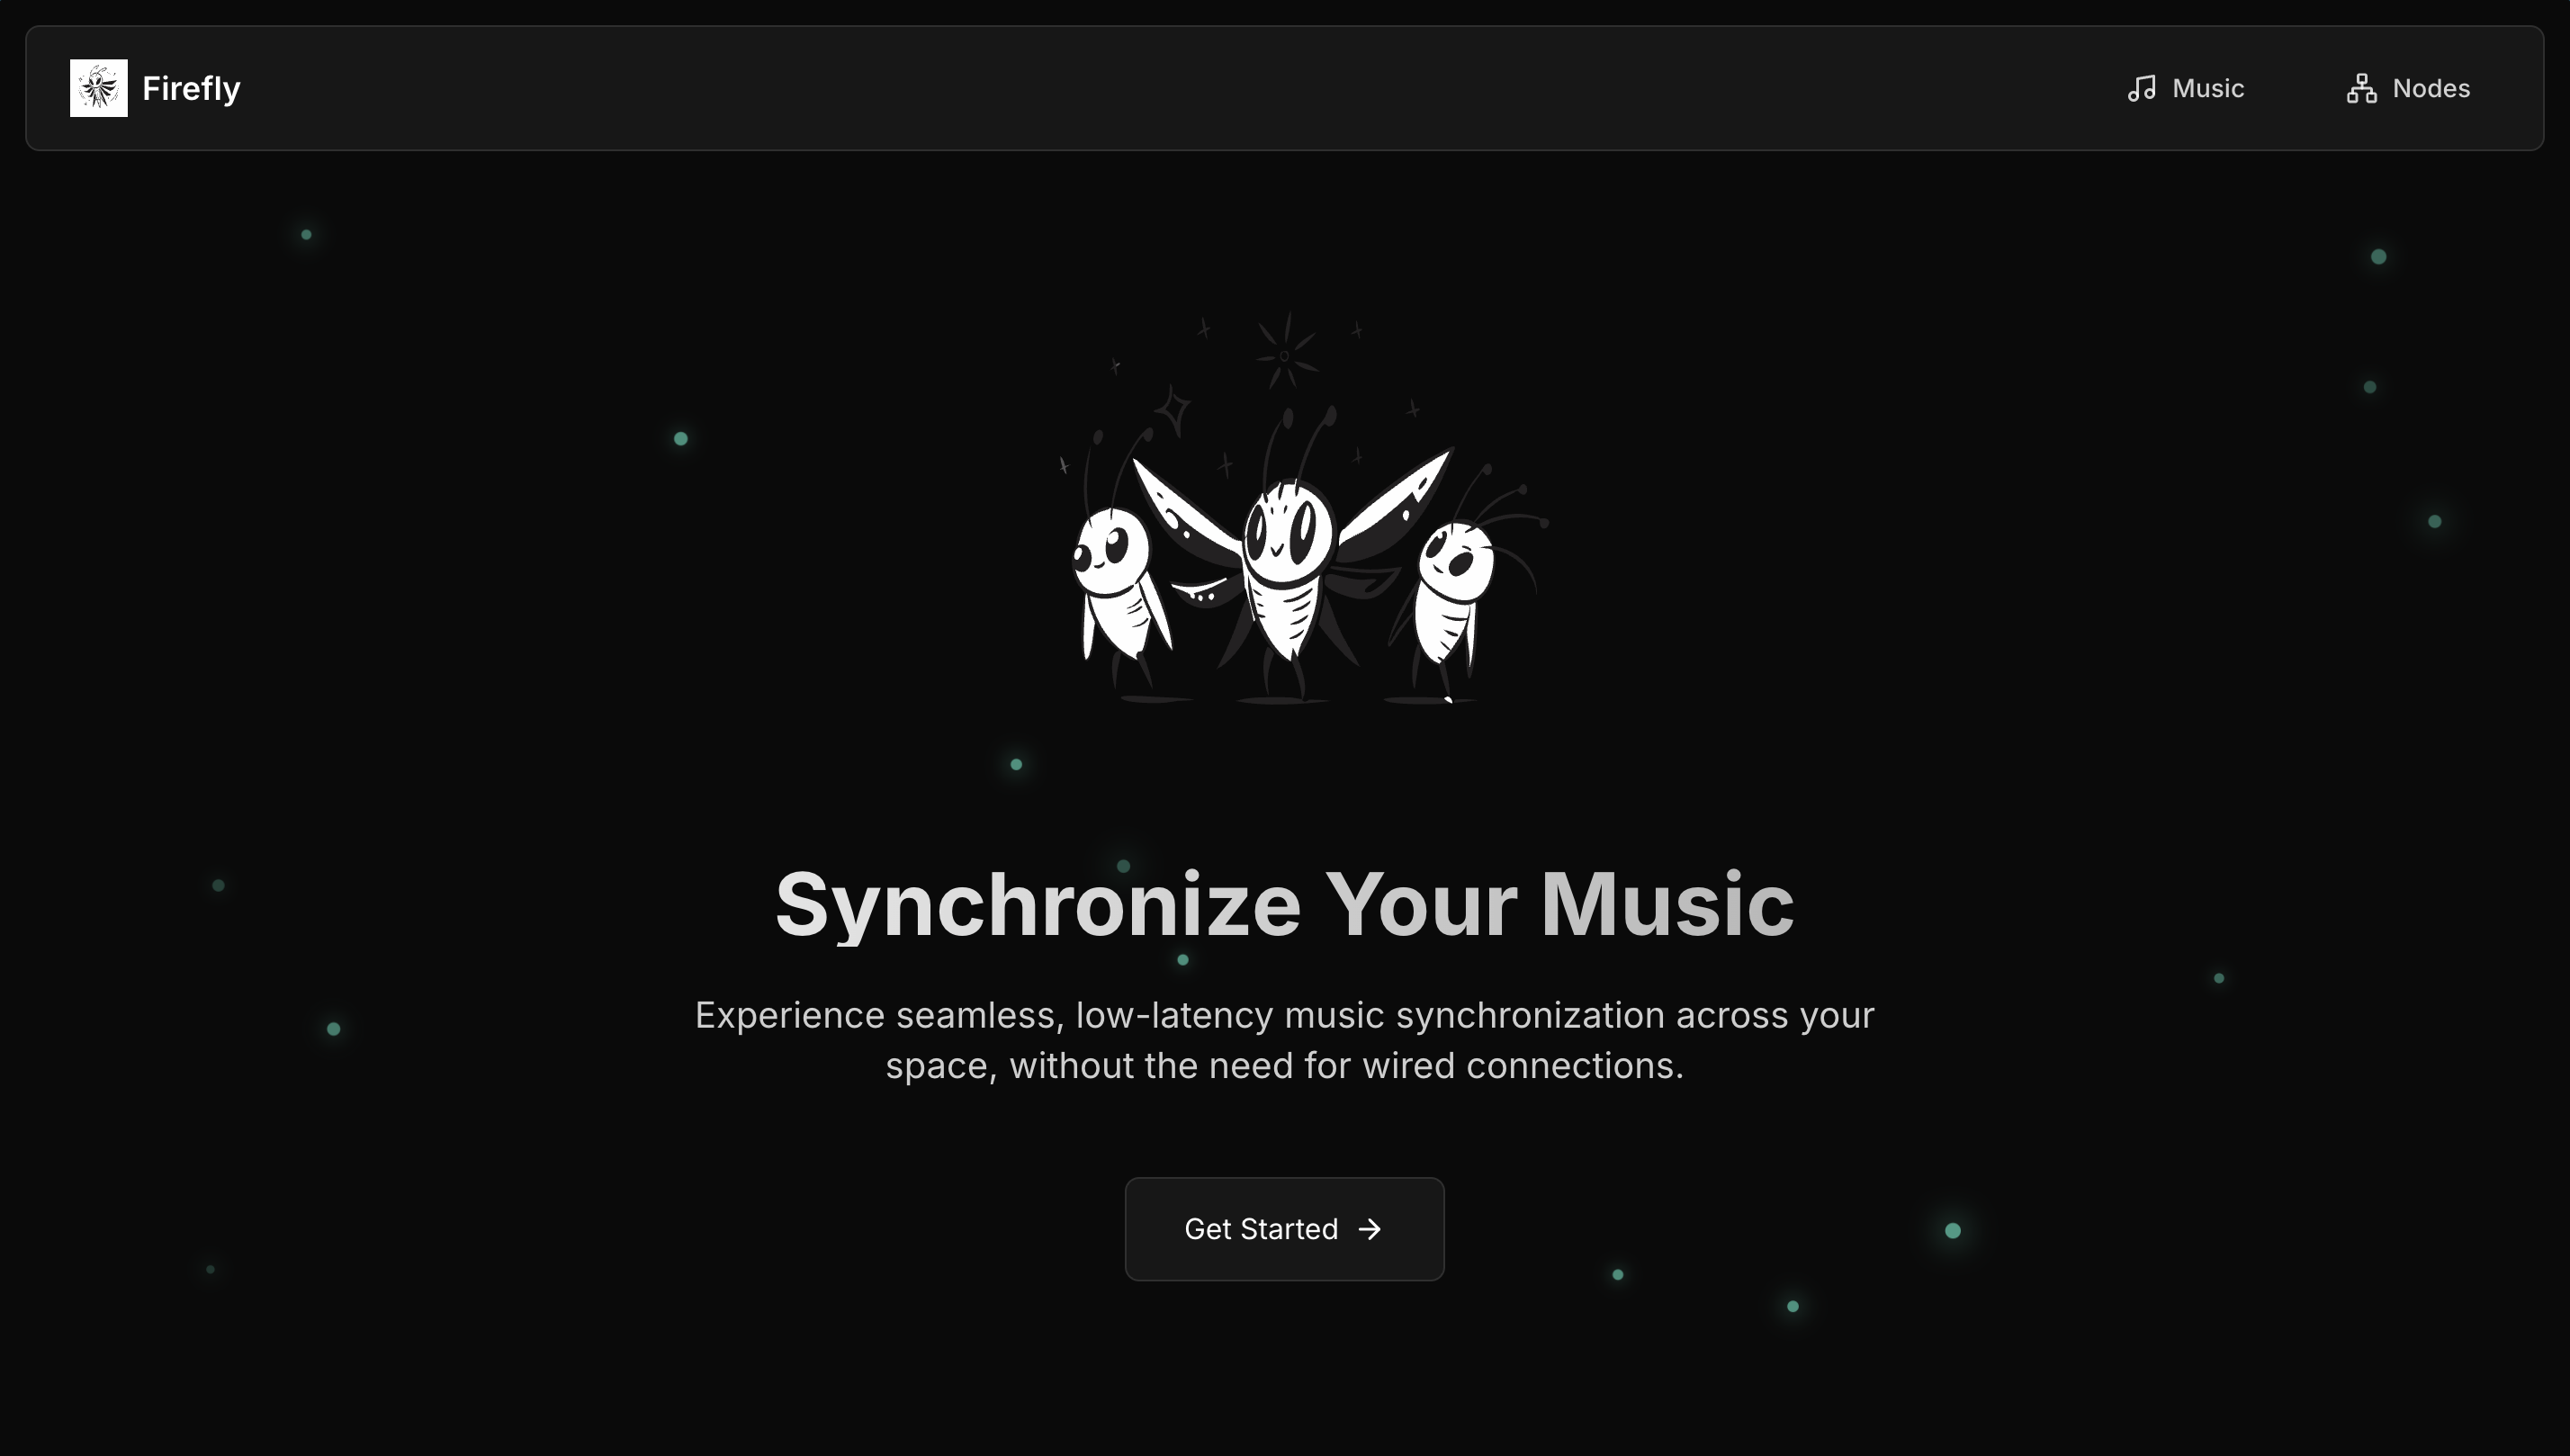 Firefly
Music
Nodes
Synchronize Your Music
Experience seamless, low-latency music synchronization across your
space, without the need for wired connections.
Get Started